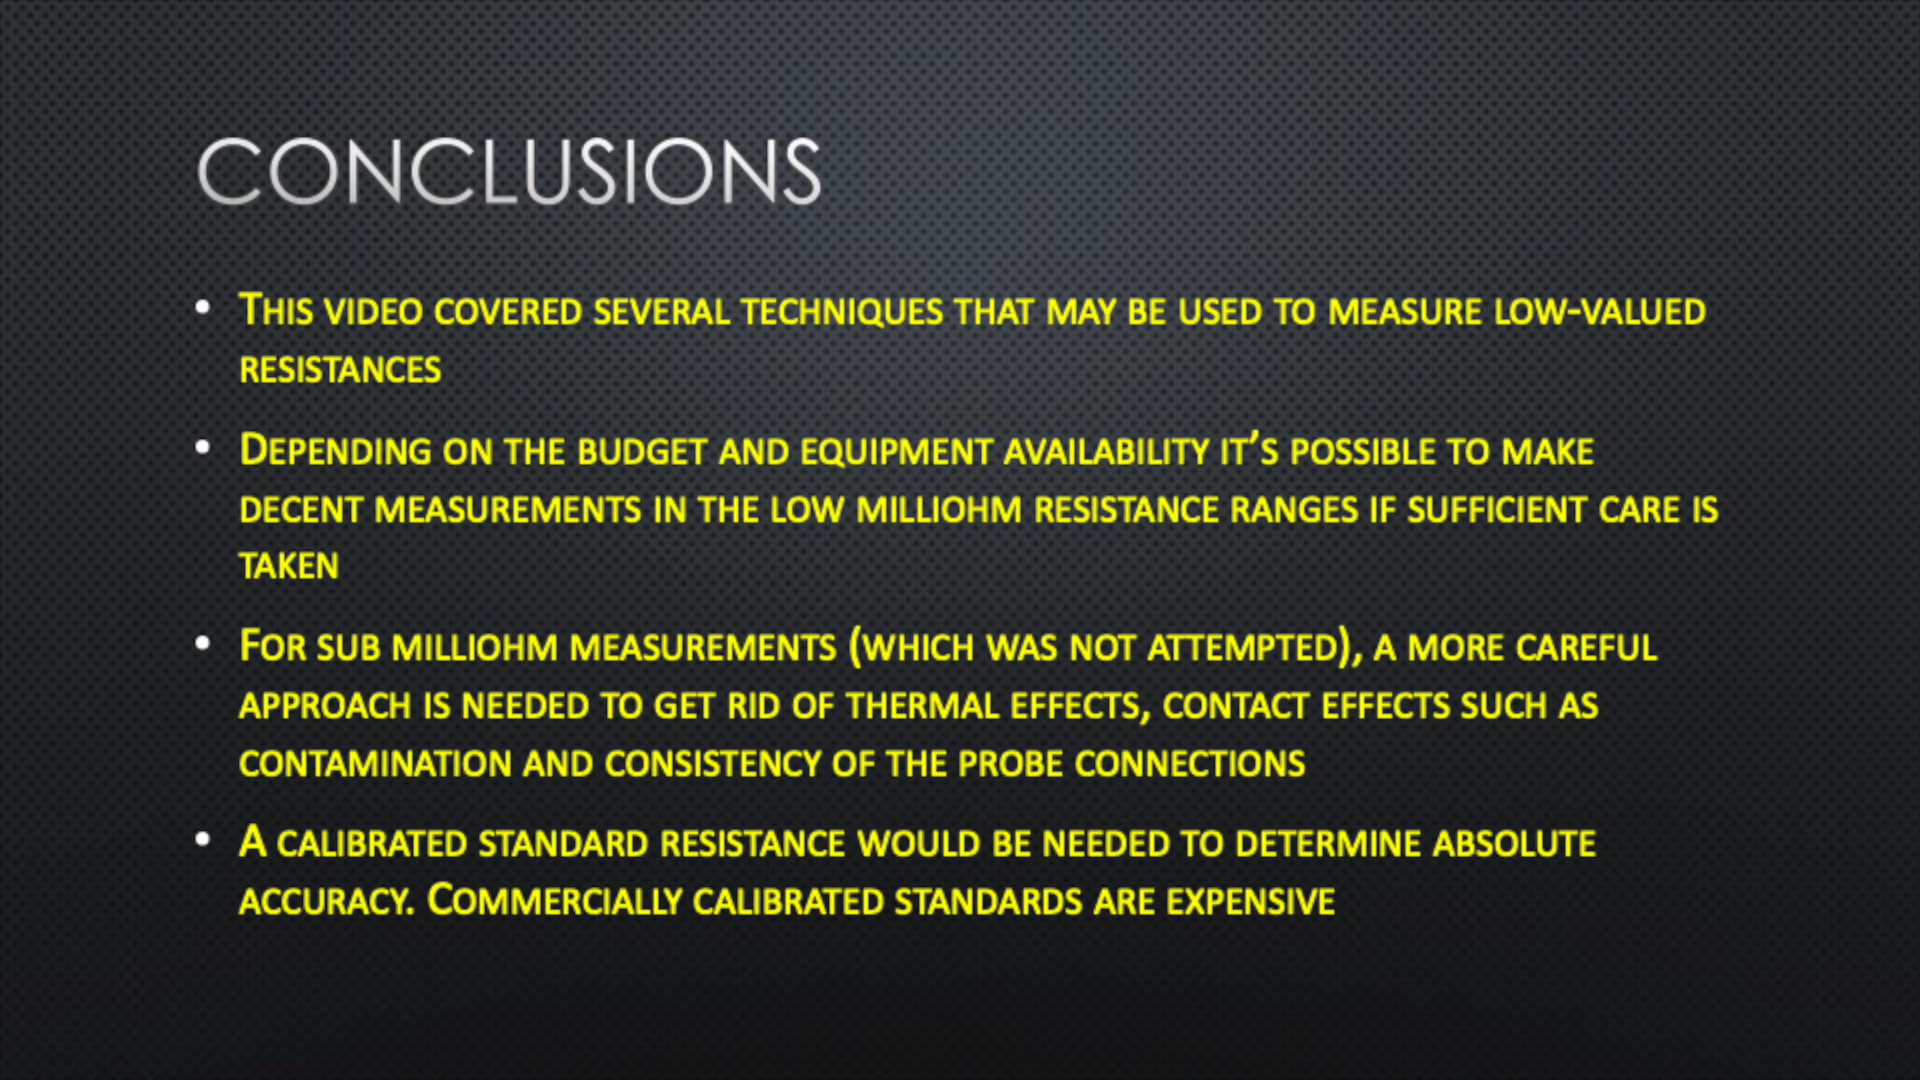 CONCLUSIONS
• THIS VIDEO COVERED SEVERAL TECHNIQUES THAT MAY BE USED TO MEASURE LOW-VALUED
RESISTANCES
• DEPENDING ON THE BUDGET AND EQUIPMENT AVAILABILITY IT’S POSSIBLE TO MAKE
DECENT MEASUREMENTS IN THE LOW MILLIOHM RESISTANCE RANGES IF SUFFICIENT CARE IS
TAKEN
• FOR SUB MILLIOHM MEASUREMENTS (WHICH WAS NOT ATTEMPTED), A MORE CAREFUL
APPROACH IS NEEDED TO GET RID OF THERMAL EFFECTS, CONTACT EFFECTS SUCH AS
CONTAMINATION AND CONSISTENCY OF THE PROBE CONNECTIONS
• A CALIBRATED STANDARD RESISTANCE WOULD BE NEEDED TO DETERMINE ABSOLUTE
ACCURACY. COMMERCIALLY CALIBRATED STANDARDS ARE EXPENSIVE